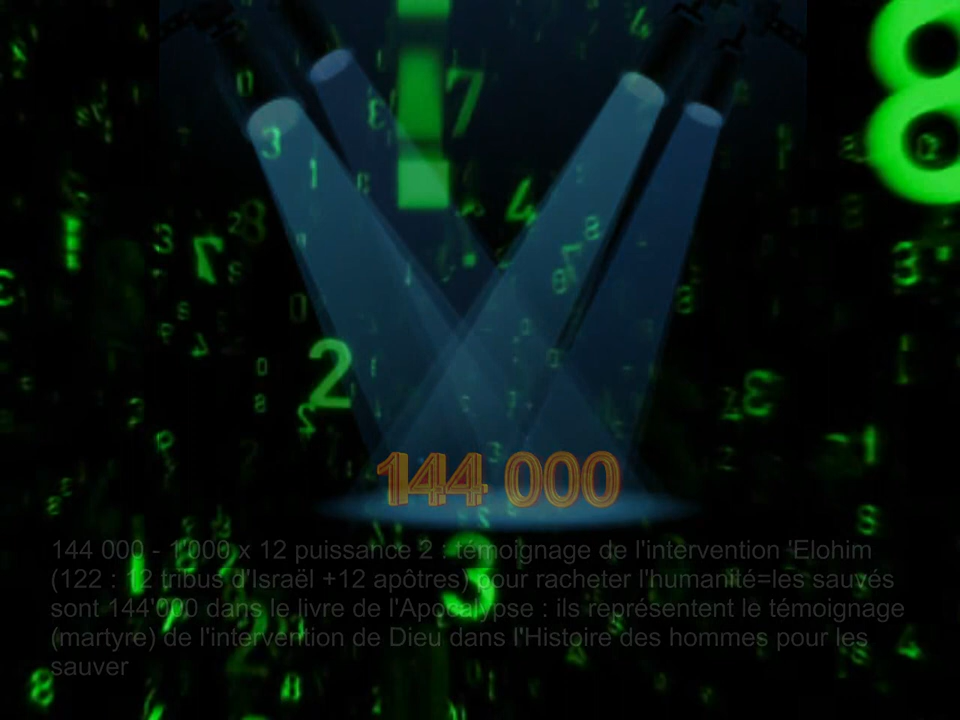 144 000
144 000 - 1'000 x 12 puissance 2 : témoignage de l'intervention 'Elohim
(122 : 12 tribus d'Israël +12 apôtres) pour racheter l'humanité=les sauvés
sont 144'000 dans le livre de l'Apocalypse : ils représentent le témoignage
(martyre) de l'intervention de Dieu dans l'Histoire des hommes pour les
sauver